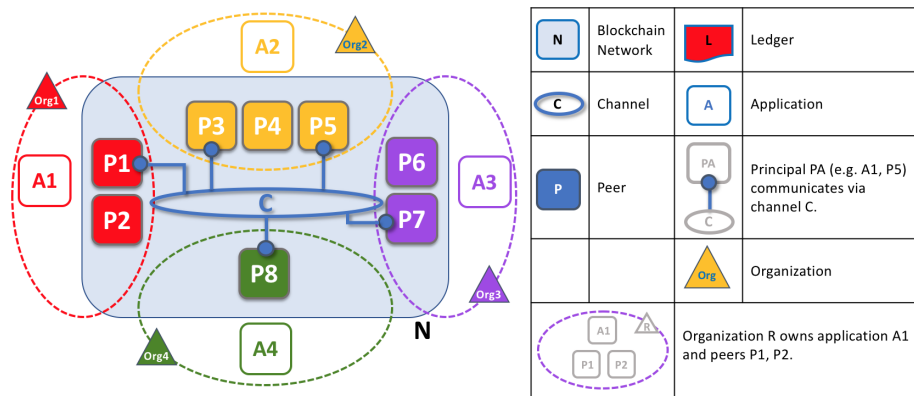 A2
Org2
Org1
P3
P4
P5
P1
P6
A1
A3
C
P2
P7
P8
Org3
N
Org4
A4
N
Blockchain
Network
L
Ledger
C
Channel
A
Application
P
Peer
PA
C
Principal PA (e.g. A1, P5)
communicates via
channel C.
Org
Organization
A1
R
P1
P2
Organization R owns application A1
and peers P1, P2.